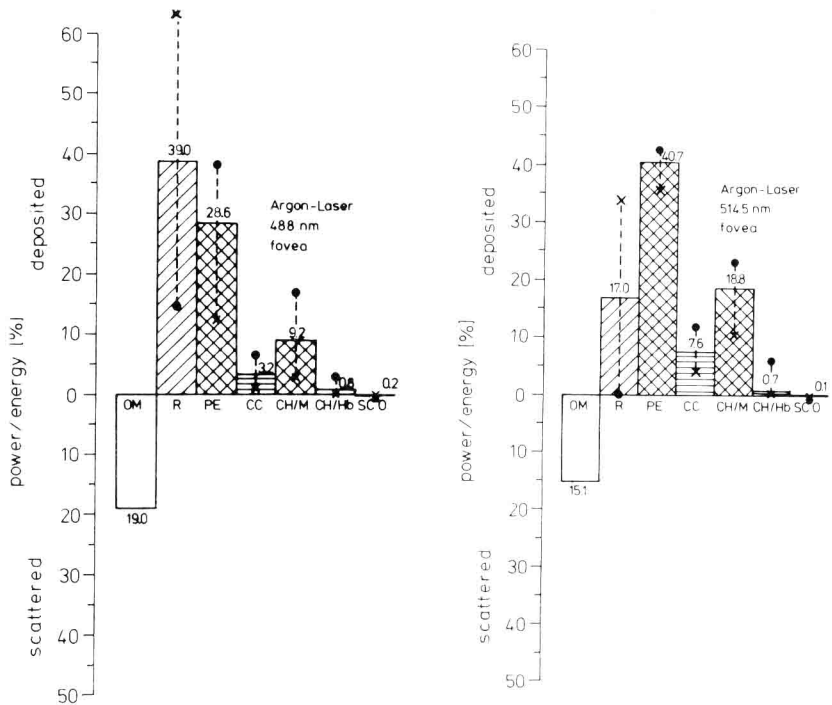 60
50
40
30
20
10
0
10
20
30
40
50
deposited
power/energy [%]
scattered
39.0
28.6
3.2
9.2
0.8
0.2
19.0
Argon-Laser
488 nm
fovea
OM R PE CC CH/M CH/Hb SC O
60
50
40
30
20
10
0
10
20
30
40
50
deposited
power/energy [%]
scattered
17.0
40.7
7.6
18.8
0.7
0.1
15.1
Argon-Laser
514.5 nm
fovea
OM R PE CC CH/M CH/Hb SC O